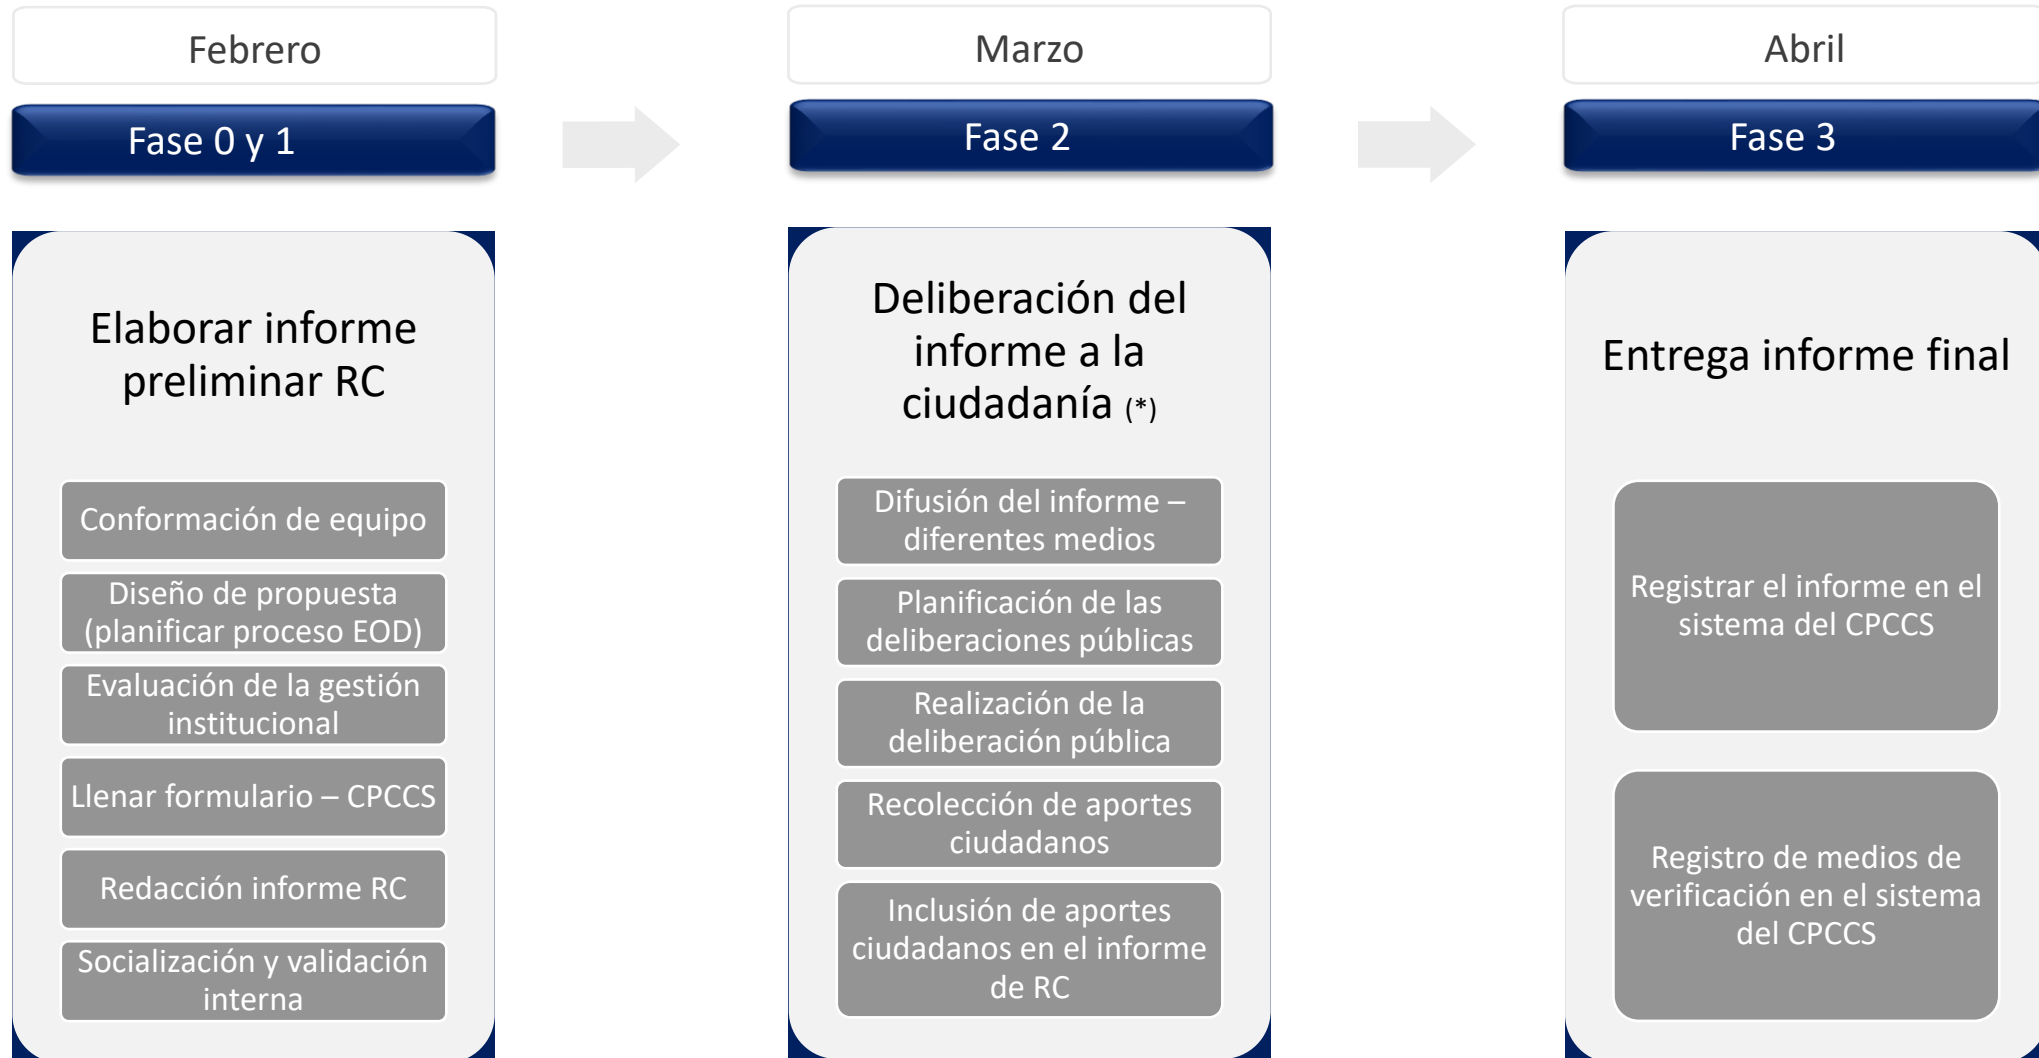 Febrero
Fase 0 y 1
Elaborar informe
preliminar RC
Conformación de equipo
Diseño de propuesta
(planificar proceso EOD)
Evaluación de la gestión
institucional
Llenar formulario – CPCCS
Redacción informe RC
Socialización y validación
interna
Marzo
Fase 2
Deliberación del
informe a la
ciudadanía (*)
Difusión del informe –
diferentes medios
Planificación de las
deliberaciones públicas
Realización de la
deliberación pública
Recolección de aportes
ciudadanos
Inclusión de aportes
ciudadanos en el informe
de RC
Abril
Fase 3
Entrega informe final
Registrar el informe en el
sistema del CPCCS
Registro de medios de
verificación en el sistema
del CPCCS